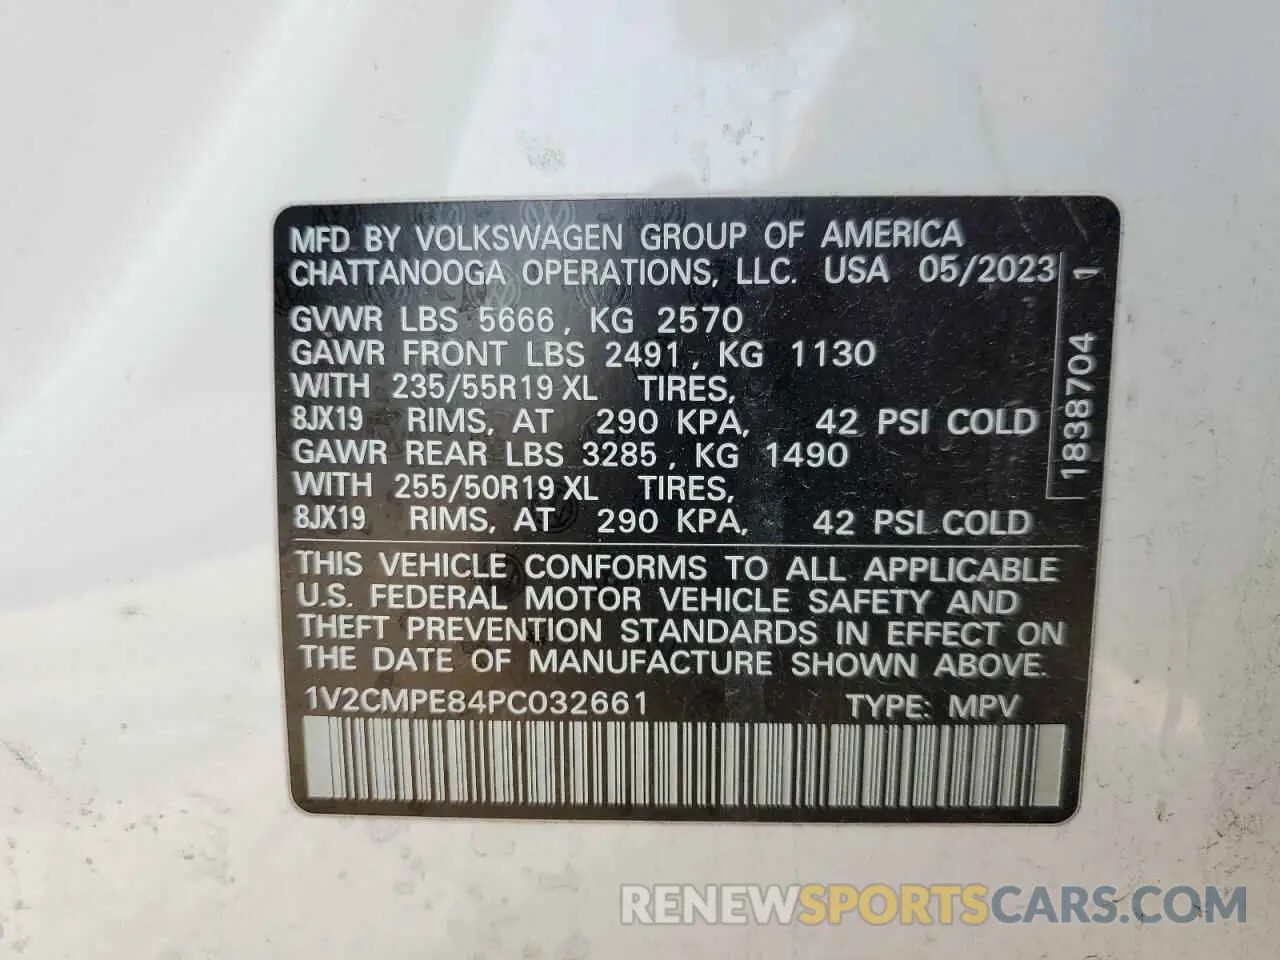 MFD BY VOLKSWAGEN GROUP OF AMERICA
CHATTANOOGA OPERATIONS, LLC. USA 05/2023
GVWR LBS 5666, KG 2570
GAWR FRONT LBS 2491, KG 1130
WITH 235/55R19 XL TIRES,
8JX19 RIMS, AT 290 KPA, 42 PSI COLD
GAWR REAR LBS 3285, KG 1490
WITH 255/50R19 XL TIRES,
8JX19 RIMS, AT 290 KPA, 42 PSI COLD
1838704 1
THIS VEHICLE CONFORMS TO ALL APPLICABLE
U.S. FEDERAL MOTOR VEHICLE SAFETY AND
THEFT PREVENTION STANDARDS IN EFFECT ON
THE DATE OF MANUFACTURE SHOWN ABOVE.
1V2CMPE84PC032661 TYPE: MPV
RENEWSPORTSCARS.COM